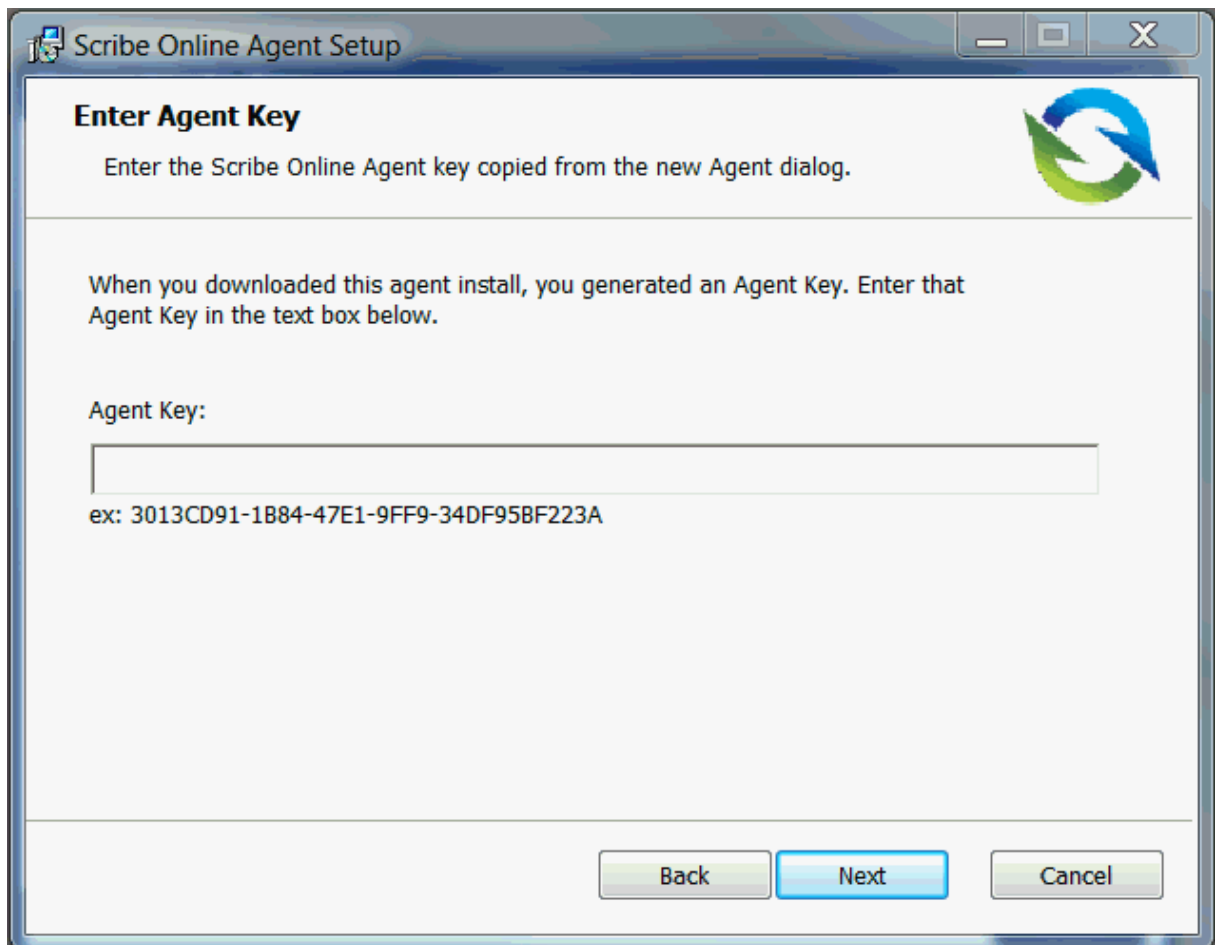 Scribe Online Agent Setup
Enter Agent Key
Enter the Scribe Online Agent key copied from the new Agent dialog.
When you downloaded this agent install, you generated an Agent Key. Enter that
Agent Key in the text box below.
Agent Key:
ex: 3013CD91-1B84-47E1-9FF9-34DF95BF223A
Back Next Cancel